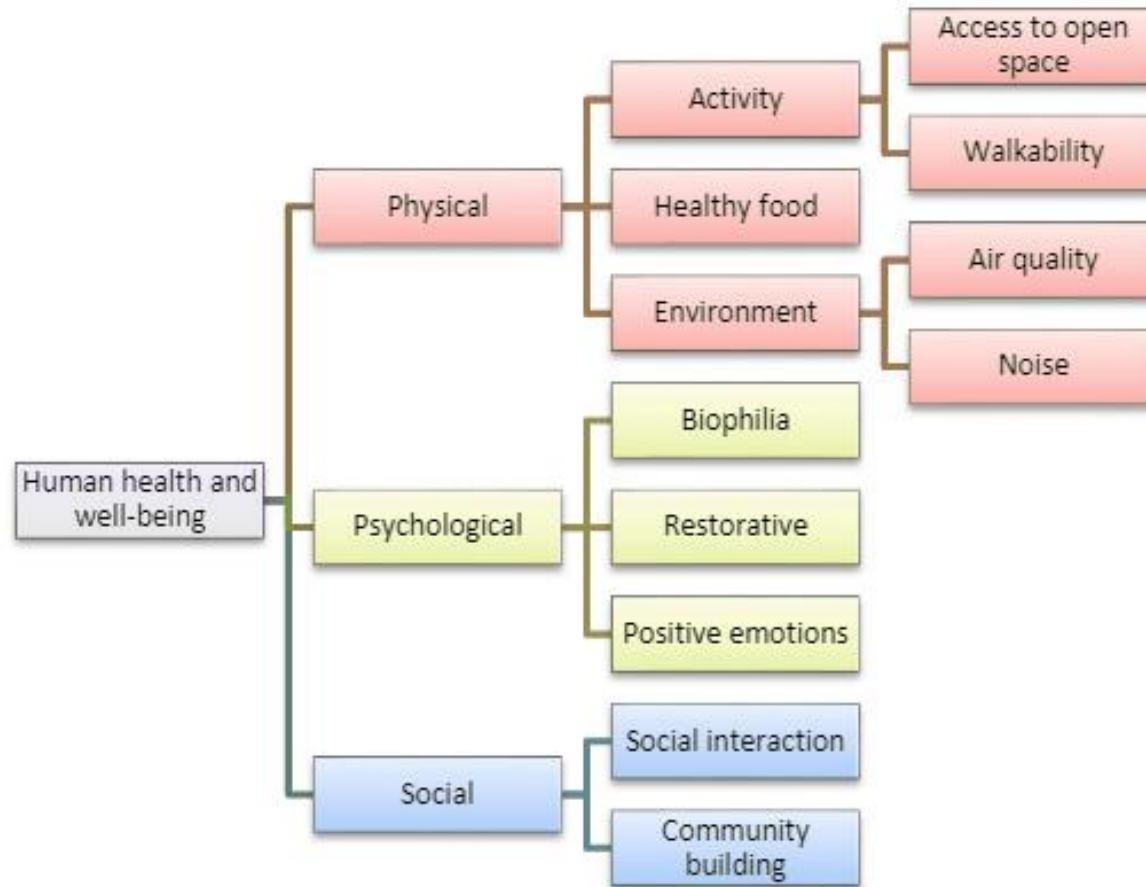 Human health and
well-being
Physical
Activity
Access to open
space
Walkability
Healthy food
Environment
Air quality
Noise
Psychological
Biophilia
Restorative
Positive emotions
Social
Social interaction
Community
building